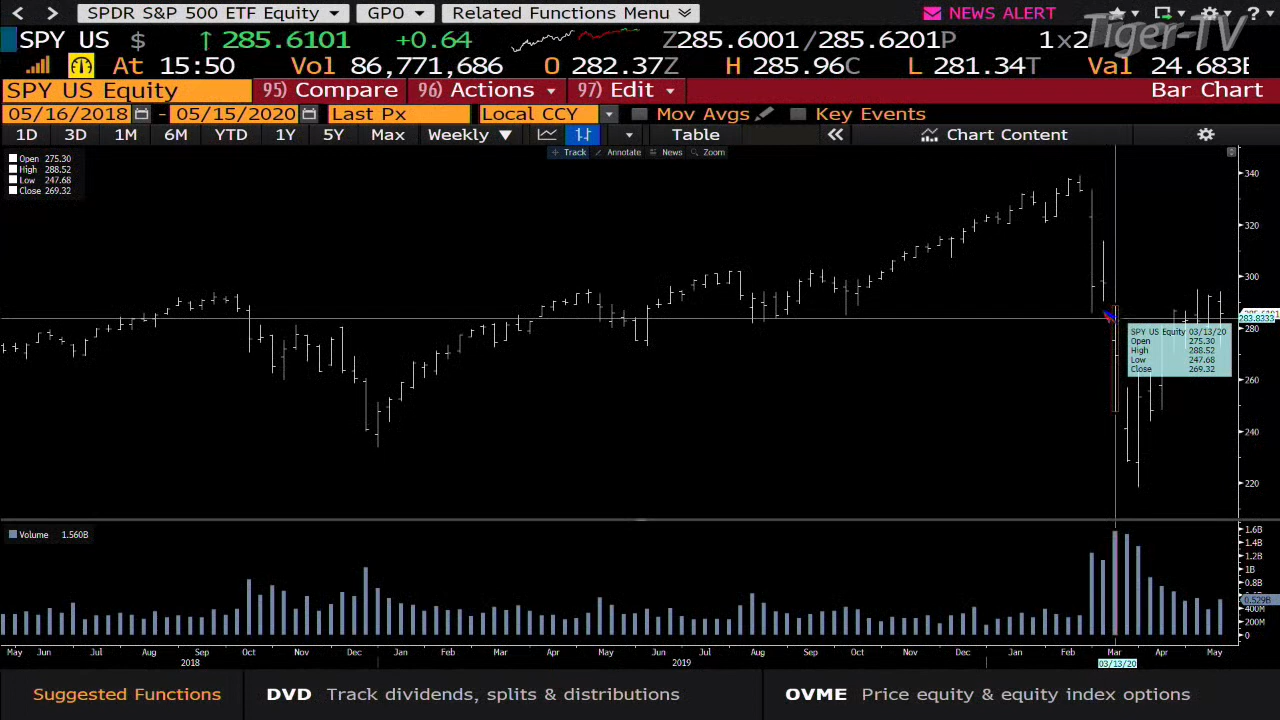 SPDR S&P 500 ETF Equity GPO Related Functions Menu NEWS ALERT ?
Tiger-TV
SPY US $ ↑ 285.6101 +0.64 Z285.6001/285.6201P 1x2
At 15:50 Vol 86,771,686 O 282.37Z H 285.96C L 281.34T Val 24.683B
SPY US Equity 95) Compare 96) Actions 97) Edit Bar Chart
05/16/2018 - 05/15/2020 Last Px Local CCY Mov Avgs Key Events
1D 3D 1M 6M YTD 1Y 5Y Max Weekly ▼ Table « Chart Content
Track Annotate News Zoom
Open 275.30
High 288.52
Low 247.68
Close 269.32
340
320
300
283.8333
280
260
240
220
SPY US Equity 03/13/20
Open 275.30
High 288.52
Low 247.68
Close 269.32
Volume 1.560B
1.6B
1.4B
1.2B
1B
0.8B
0.529B
400M
200M
0
May Jun Jul Aug Sep Oct Nov Dec Jan Feb Mar Apr May Jun Jul Aug Sep Oct Nov Dec Jan Feb Mar Apr May
2018 2019 03/13/20
Suggested Functions DVD Track dividends, splits & distributions OVME Price equity & equity index options